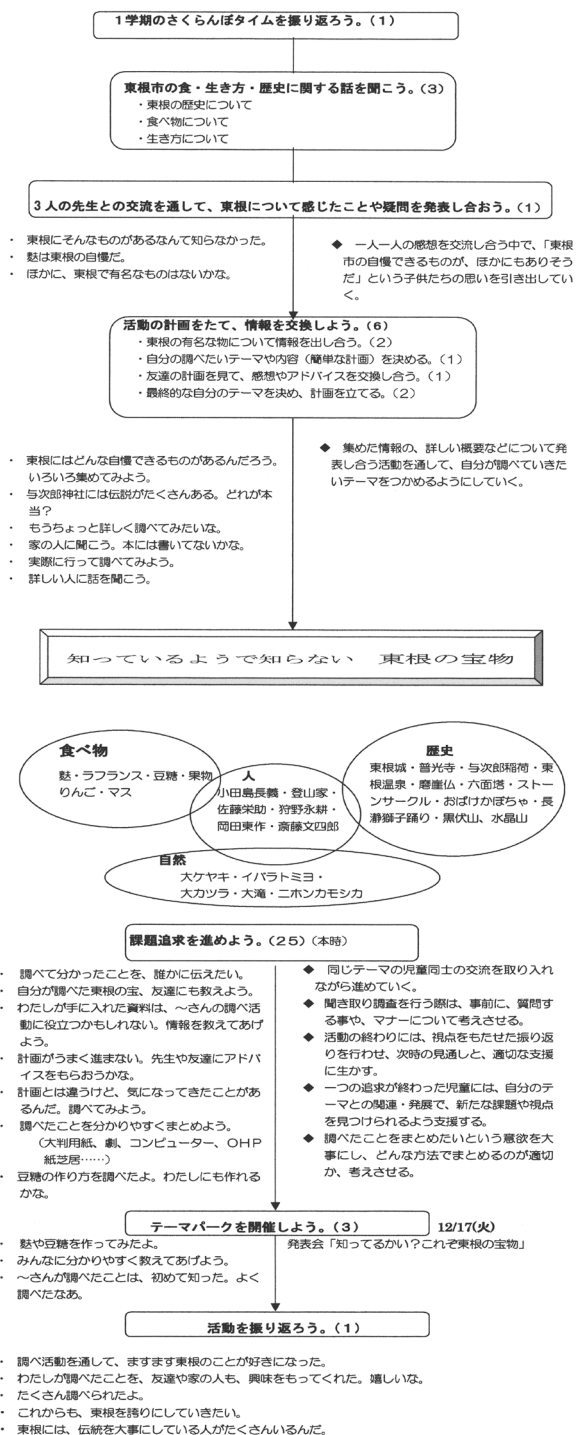 1学期のさくらんぼタイムを振り返ろう。(1)
東根市の食・生き方・歴史に関する話を聞こう。(3)
・東根の歴史について
・食べ物について
・生き方について
3人の先生との交流を通して、東根について感じたことや疑問を発表し合おう。(1)
・ 東根にそんなものがあるなんて知らなかった。
・ 麩は東根の自慢だ。
・ ほかに、東根で有名なものはないかな。
◆ 一人一人の感想を交流し合う中で、「東根
市の自慢できるものが、ほかにもありそう
だ」という子供たちの思いを引き出してい
く。
活動の計画をたて、情報を交換しよう。(6)
・東根の有名な物について情報を出し合う。(2)
・自分の調べたいテーマや内容(簡単な計画)を決める。(1)
・友達の計画を見て、感想やアドバイスを交換し合う。(1)
・最終的な自分のテーマを決め、計画を立てる。(2)
・ 東根にはどんな自慢できるものがあるんだろう。
いろいろ集めてみよう。
・ 与次郎神社には伝説がたくさんある。どれが本
当?
・ もうちょっと詳しく調べてみたいな。
・ 家の人に聞こう。本には書いてないかな。
・ 実際に行って調べてみよう。
・ 詳しい人に話を聞こう。
◆ 集めた情報の、詳しい概要などについて発
表し合う活動を通して、自分が調べていきた
いテーマをつかめるようにしていく。
知っているようで知らない 東根の宝物
食べ物
麩・ラフランス・豆糖・果物
りんご・マス
人
小田島長義・登山家・
佐藤栄助・狩野永耕・
岡田東作・斎藤文四郎
歴史
東根城・普光寺・与次郎稲荷・東
根温泉・磨崖仏・六面塔・ストー
ンサークル・おばけかぼちゃ・長
瀞獅子踊り・黒伏山、水晶山
自然
大ケヤキ・イバラトミヨ・
大カツラ・大滝・ニホンカモシカ
課題追求を進めよう。(25)(本時)
・ 調べて分かったことを、誰かに伝えたい。
・ 自分が調べた東根の宝、友達にも教えよう。
・ わたしが手に入れた資料は、~さんの調べ活
動に役立つかもしれない。情報を教えてあげ
よう。
・ 計画がうまく進まない。先生や友達にアドバ
イスをもらおうかな。
・ 計画とは違うけど、気になってきたことがあ
るんだ。調べてみよう。
・ 調べたことを分かりやすくまとめよう。
(大判用紙、劇、コンピューター、OHP
紙芝居……)
・ 豆糖の作り方を調べたよ。わたしにも作れる
かな。
◆ 同じテーマの児童同士の交流を取り入れ
ながら進めていく。
◆ 聞き取り調査を行う際は、事前に、質問す
る事や、マナーについて考えさせる。
◆ 活動の終わりには、視点をもたせた振り返
りを行わせ、次時の見通しと、適切な支援
に生かす。
◆ 一つの追求が終わった児童には、自分のテ
ーマとの関連・発展で、新たな課題や視点
を見つけられるよう支援する。
◆ 調べたことをまとめたいという意欲を大
事にし、どんな方法でまとめるのが適切
か、考えさせる。
テーマパークを開催しよう。(3) 12/17(火)
・ 麩や豆糖を作ってみたよ。
・ みんなに分かりやすく教えてあげよう。
・ ~さんが調べたことは、初めて知った。よく
調べたなあ。
発表会「知ってるかい?これぞ東根の宝物」
活動を振り返ろう。(1)
・ 調べ活動を通して、ますます東根のことが好きになった。
・ わたしが調べたことを、友達や家の人も、興味をもってくれた。嬉しいな。
・ たくさん調べられたよ。
・ これからも、東根を誇りにしていきたい。
・ 東根には、伝統を大事にしている人がたくさんいるんだ。